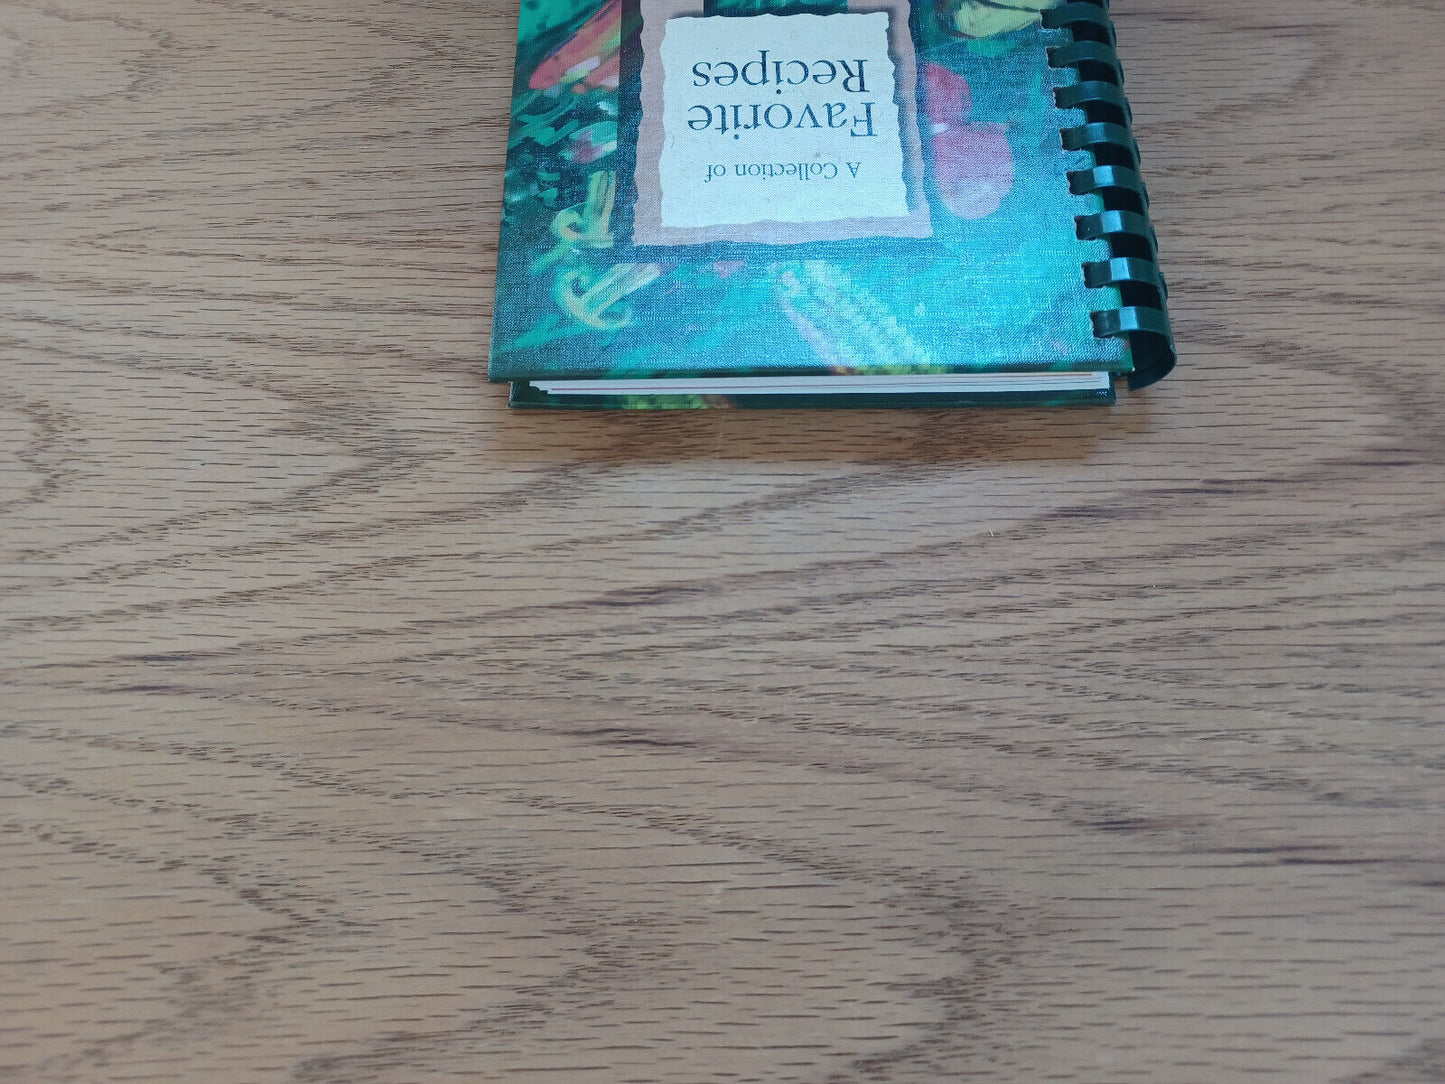 A Collection of
Favorite
Recipes